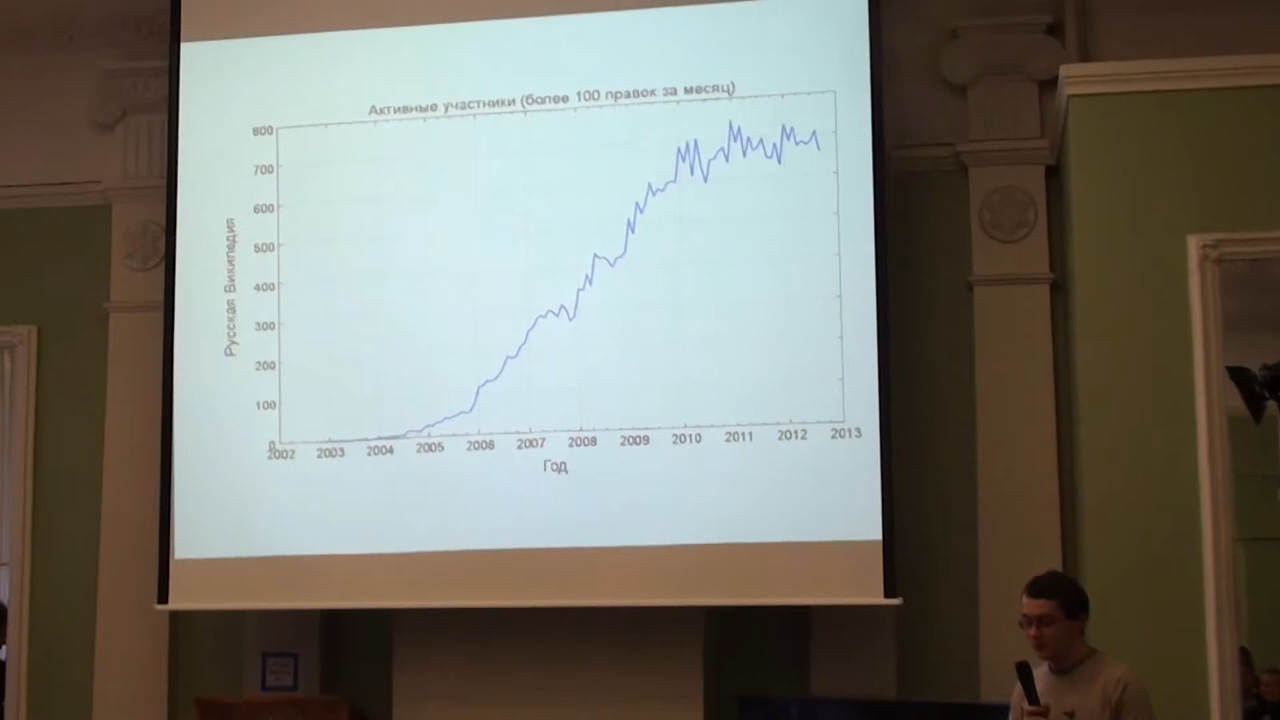 Активные участники (более 100 правок за месяц)
800
700
600
500
400
300
200
100
0
Русская Википедия
2002 2003 2004 2005 2006 2007 2008 2009 2010 2011 2012 2013
Год